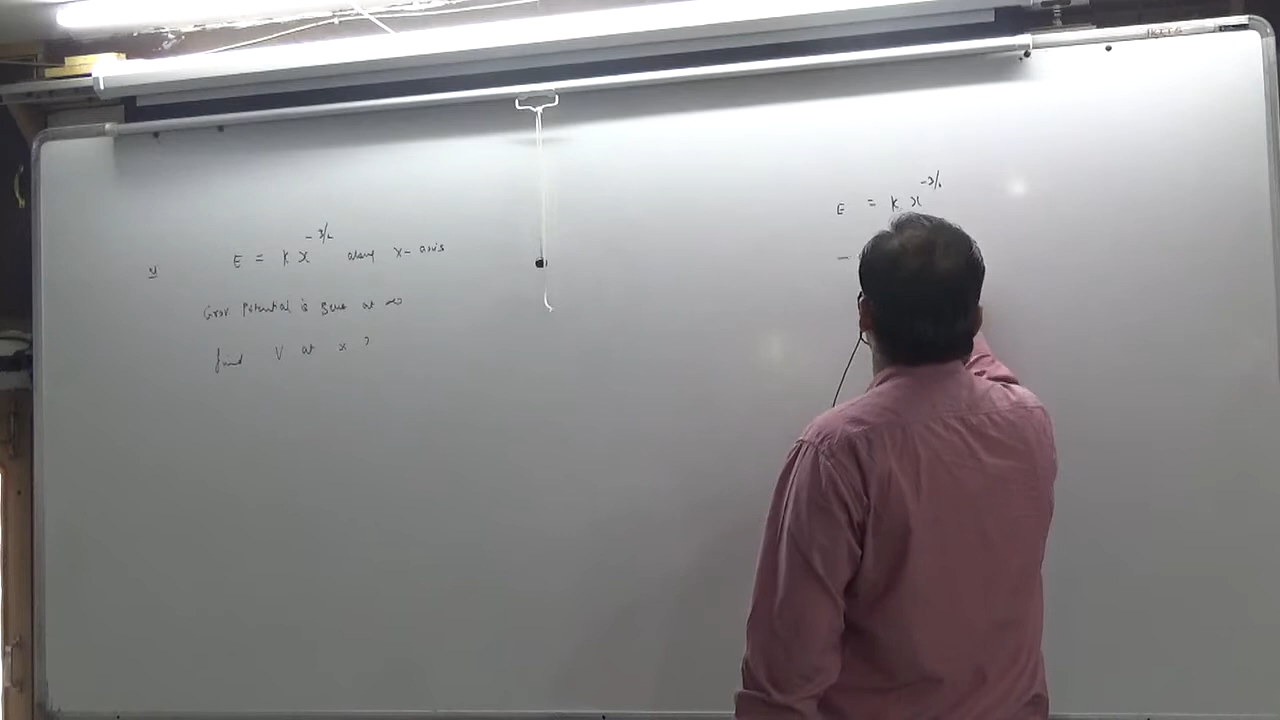 E = K x^{-3/2} along x-axis
Grav Potential is zero at ∞
find V at x ?
E = K x^{-3/2}
-